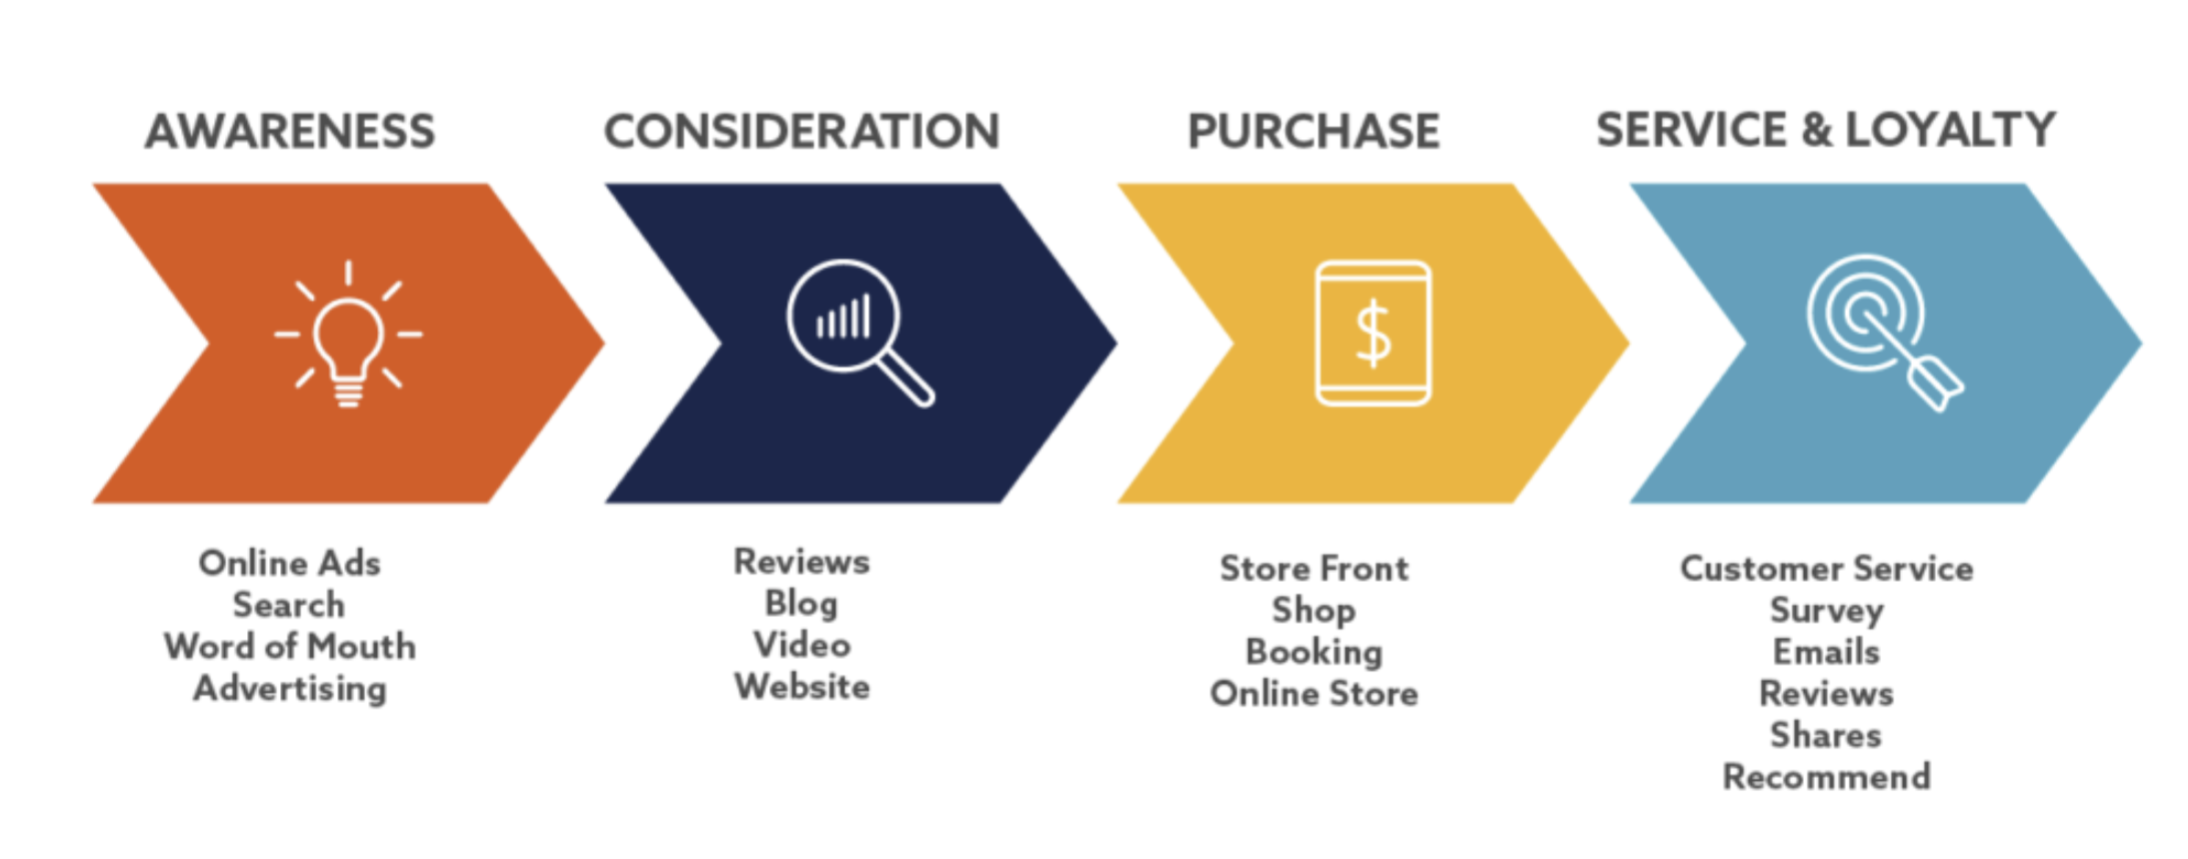 AWARENESS
CONSIDERATION
PURCHASE
SERVICE & LOYALTY
$
Online Ads
Search
Word of Mouth
Advertising
Reviews
Blog
Video
Website
Store Front
Shop
Booking
Online Store
Customer Service
Survey
Emails
Reviews
Shares
Recommend